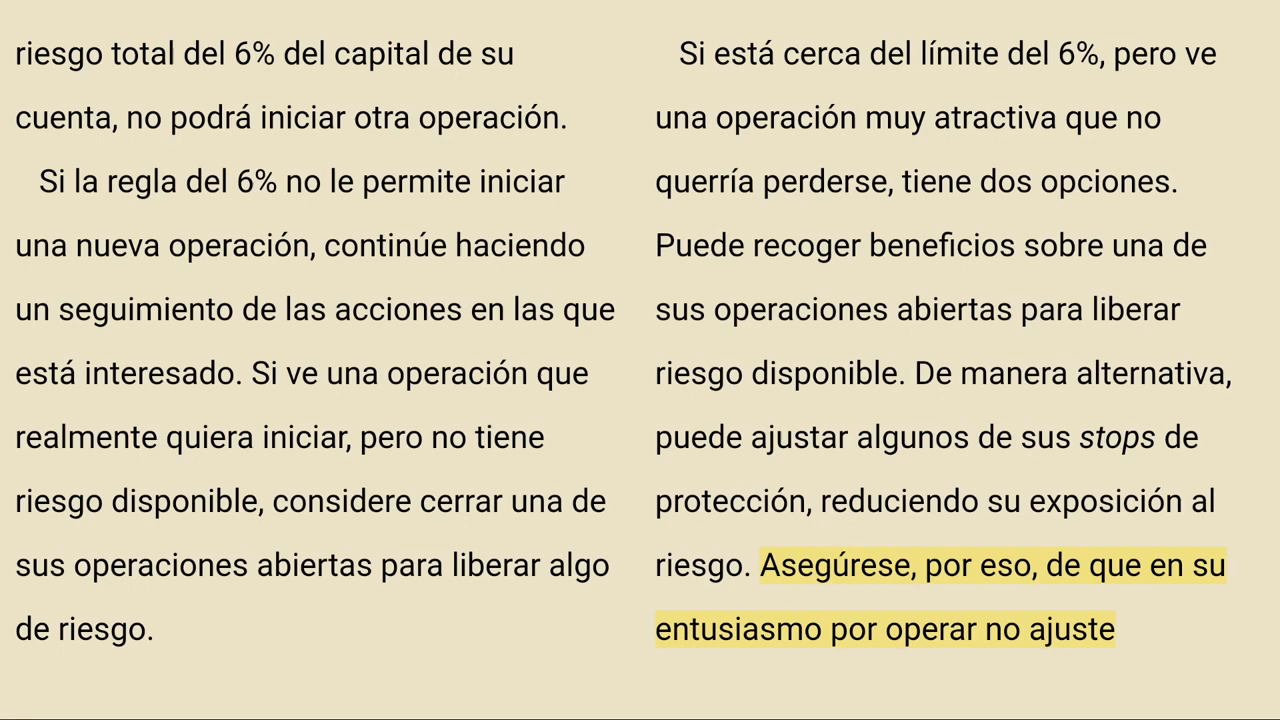 riesgo total del 6% del capital de su
cuenta, no podrá iniciar otra operación.
Si la regla del 6% no le permite iniciar
una nueva operación, continúe haciendo
un seguimiento de las acciones en las que
está interesado. Si ve una operación que
realmente quiera iniciar, pero no tiene
riesgo disponible, considere cerrar una de
sus operaciones abiertas para liberar algo
de riesgo.
Si está cerca del límite del 6%, pero ve
una operación muy atractiva que no
querría perderse, tiene dos opciones.
Puede recoger beneficios sobre una de
sus operaciones abiertas para liberar
riesgo disponible. De manera alternativa,
puede ajustar algunos de sus stops de
protección, reduciendo su exposición al
riesgo. Asegúrese, por eso, de que en su
entusiasmo por operar no ajuste